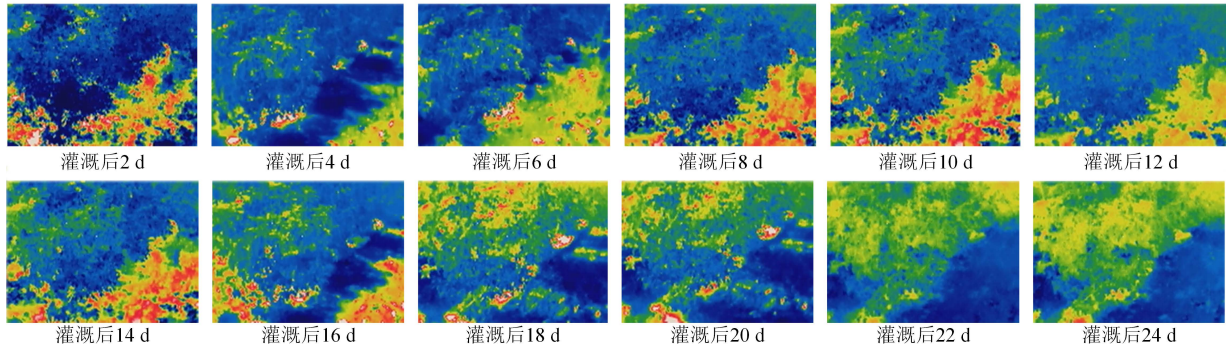 灌溉后2 d
灌溉后4 d
灌溉后6 d
灌溉后8 d
灌溉后10 d
灌溉后12 d
灌溉后14 d
灌溉后16 d
灌溉后18 d
灌溉后20 d
灌溉后22 d
灌溉后24 d